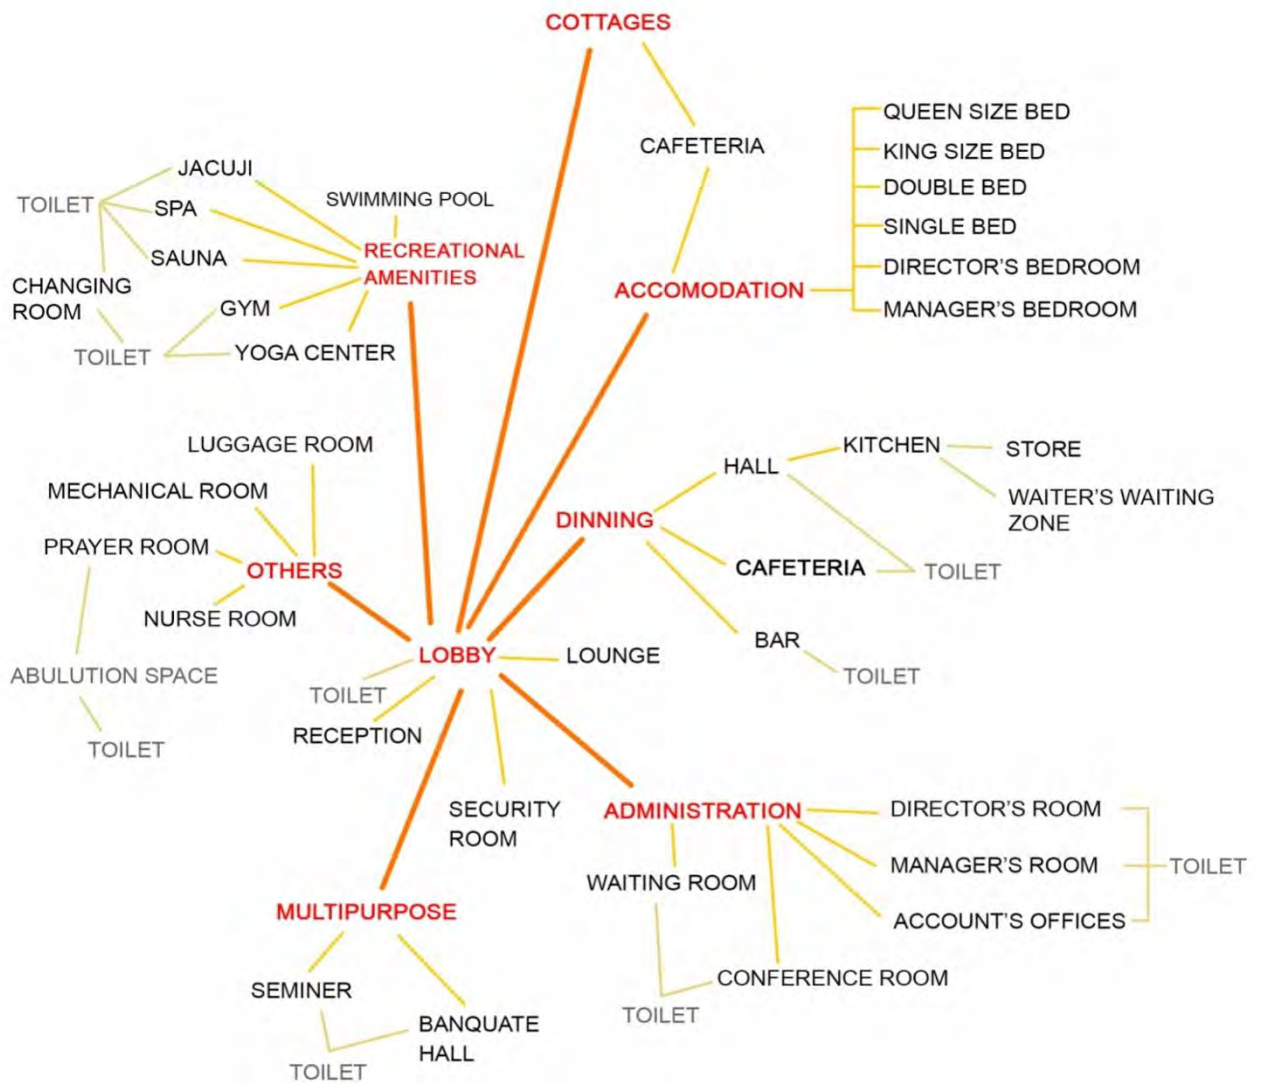 COTTAGES
CAFETERIA
QUEEN SIZE BED
KING SIZE BED
DOUBLE BED
SINGLE BED
DIRECTOR'S BEDROOM
MANAGER'S BEDROOM
ACCOMODATION
JACUJI
TOILET
SPA
SWIMMING POOL
SAUNA
RECREATIONAL
AMENITIES
CHANGING
ROOM
GYM
TOILET
YOGA CENTER
LUGGAGE ROOM
MECHANICAL ROOM
PRAYER ROOM
OTHERS
NURSE ROOM
ABULUTION SPACE
TOILET
HALL
KITCHEN
STORE
WAITER'S WAITING
ZONE
DINNING
CAFETERIA
TOILET
BAR
TOILET
LOBBY
LOUNGE
TOILET
RECEPTION
SECURITY
ROOM
ADMINISTRATION
DIRECTOR'S ROOM
MANAGER'S ROOM
TOILET
ACCOUNT'S OFFICES
WAITING ROOM
CONFERENCE ROOM
TOILET
MULTIPURPOSE
SEMINER
BANQUATE
HALL
TOILET